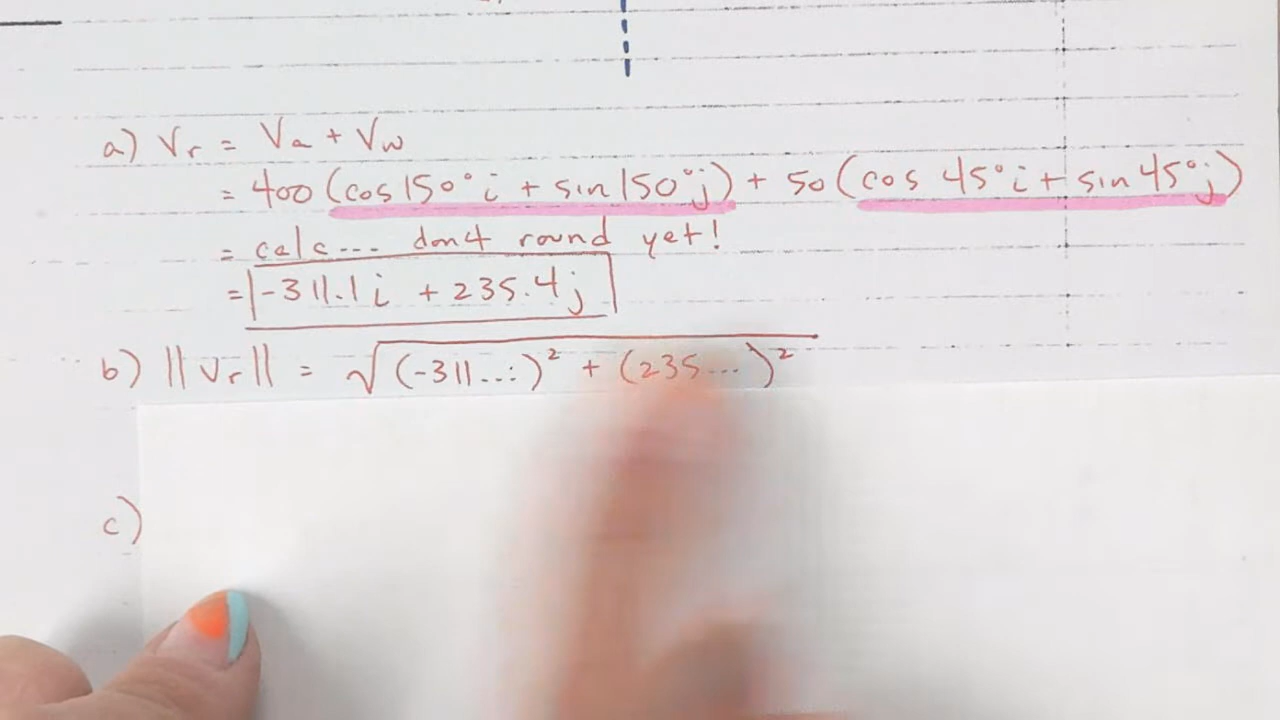 a) Vr = Va + Vw
= 400 (cos 150° i + sin 150° j) + 50 (cos 45° i + sin 45° j)
= calc... don't round yet!
= -311.1 i + 235.4 j
b) ||Vr|| = √(-311...)² + (235...)²
c)